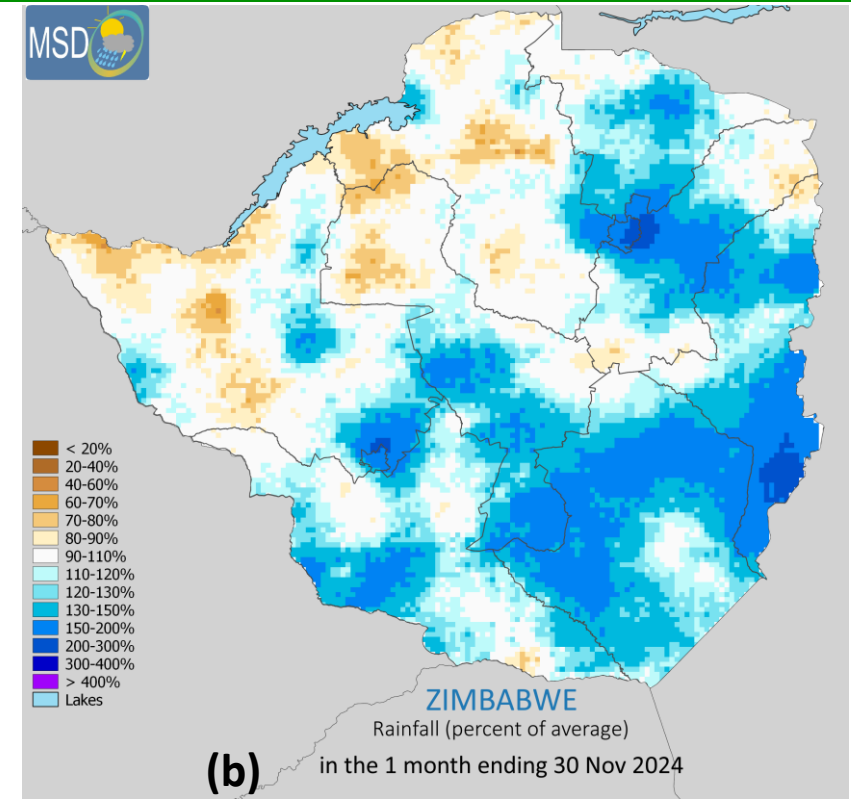 MSD
< 20%
20-40%
40-60%
60-70%
70-80%
80-90%
90-110%
110-120%
120-130%
130-150%
150-200%
200-300%
300-400%
> 400%
Lakes
ZIMBABWE
Rainfall (percent of average)
(b) in the 1 month ending 30 Nov 2024